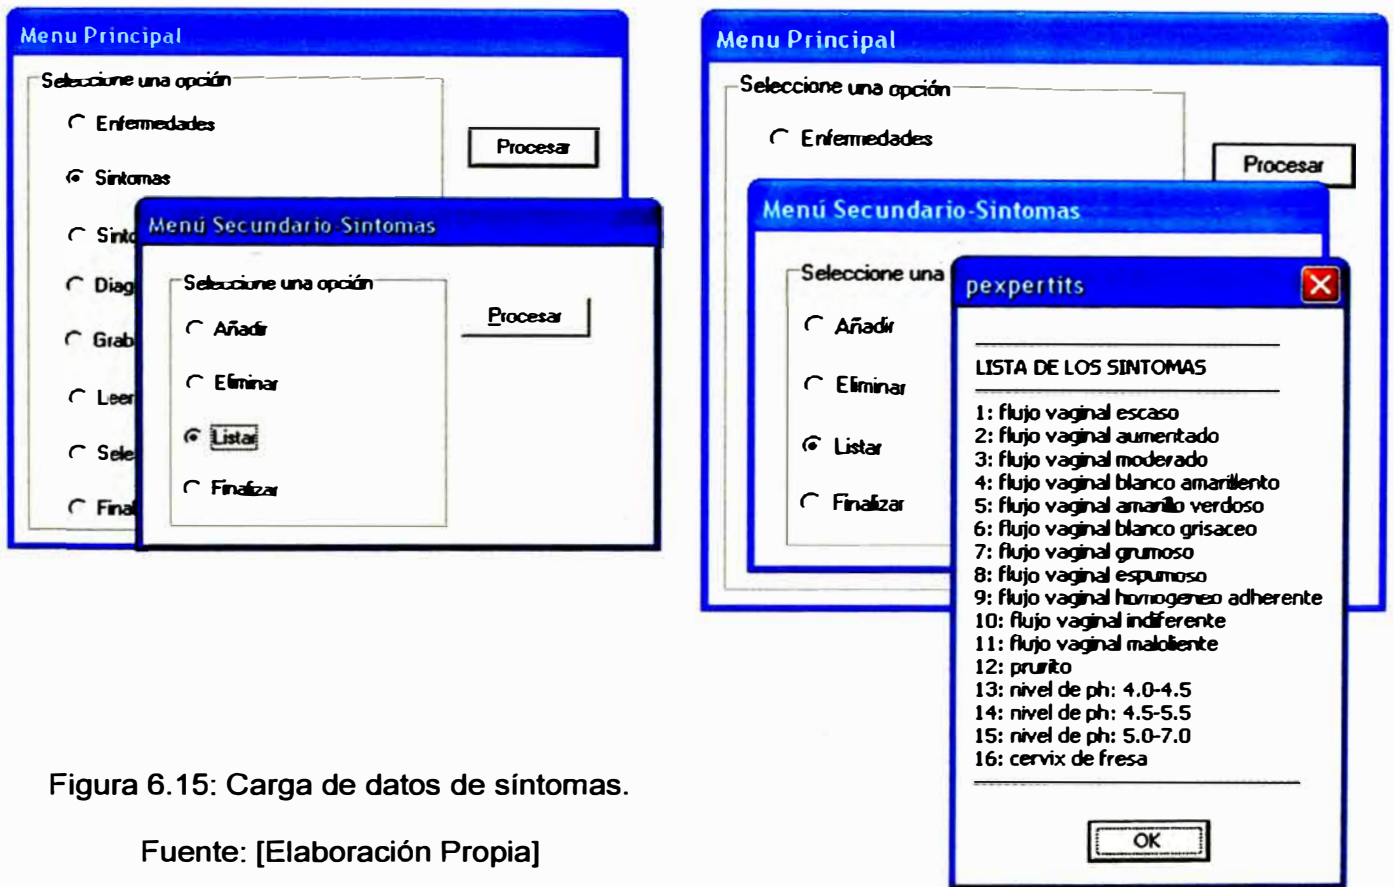 Menu Principal
Seleccione una opción
Enfermedades
Procesar
Sintomas
Sinto
Diag
Grab
Leer
Sele
Final
Menú Secundario-Sintomas
Seleccione una opción
Añadir
Procesar
Eliminar
Listar
Finalizar
Menu Principal
Seleccione una opción
Enfermedades
Procesar
Menú Secundario-Sintomas
Seleccione una
Añadir
Eliminar
Listar
Finalizar
pexpertits
LISTA DE LOS SINTOMAS
1: flujo vaginal escaso
2: flujo vaginal aumentado
3: flujo vaginal moderado
4: flujo vaginal blanco amarillento
5: flujo vaginal amarillo verdoso
6: flujo vaginal blanco grisaceo
7: flujo vaginal grumoso
8: flujo vaginal espumoso
9: flujo vaginal homogeneo adherente
10: flujo vaginal indiferente
11: flujo vaginal maloliente
12: prurito
13: nivel de ph: 4.0-4.5
14: nivel de ph: 4.5-5.5
15: nivel de ph: 5.0-7.0
16: cervix de fresa
OK
Figura 6.15: Carga de datos de síntomas.
Fuente: [Elaboración Propia]